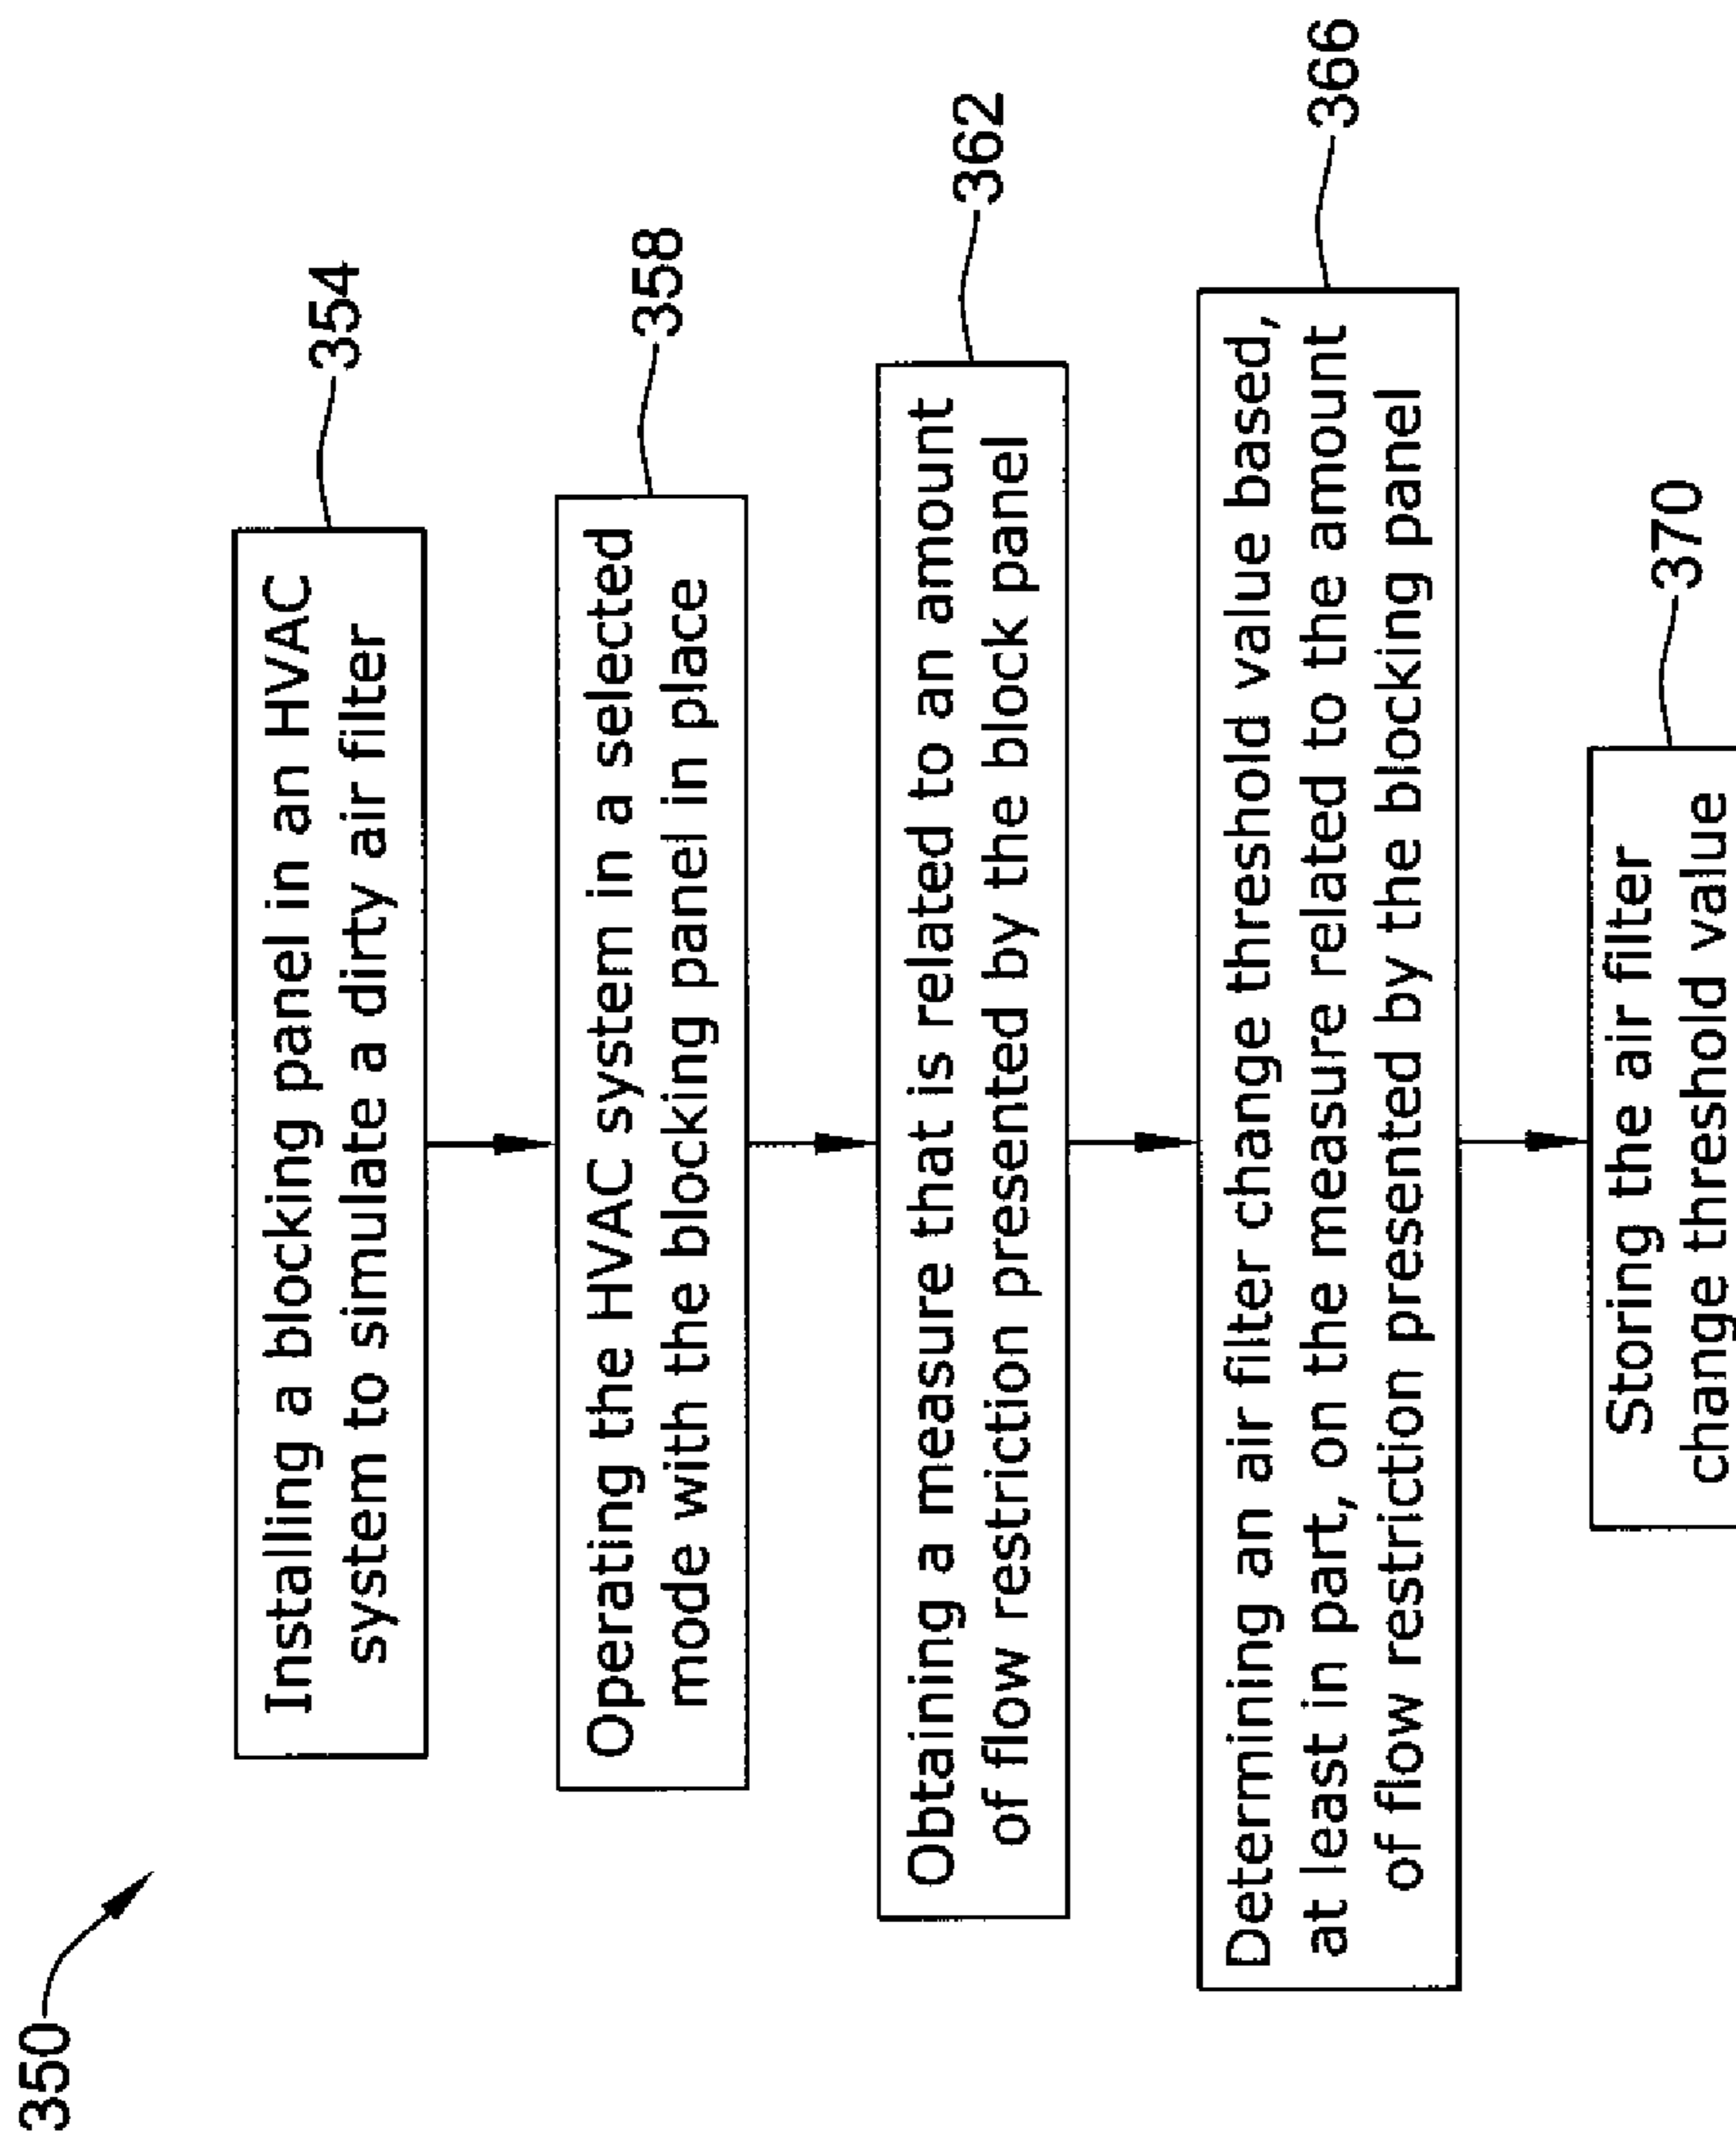 350
Installing a blocking panel in an HVAC
system to simulate a dirty air filter
354
Operating the HVAC system in a selected
mode with the blocking panel in place
358
Obtaining a measure that is related to an amount
of flow restriction presented by the block panel
362
Determining an air filter change threshold value based,
at least in part, on the measure related to the amount
of flow restriction presented by the blocking panel
366
Storing the air filter
change threshold value
370